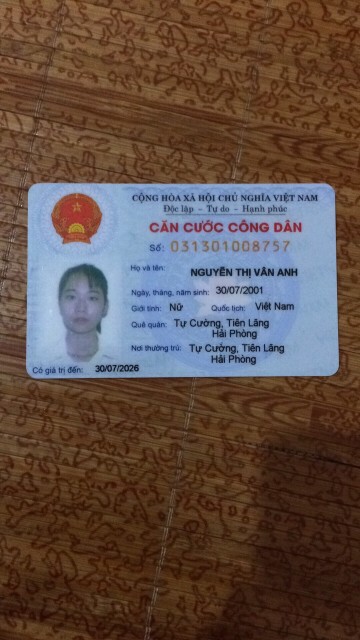 CỘNG HÒA XÃ HỘI CHỦ NGHĨA VIỆT NAM
Độc lập - Tự do - Hạnh phúc
CĂN CƯỚC CÔNG DÂN
Số: 031301008757
Họ và tên:
NGUYỄN THỊ VÂN ANH
Ngày, tháng, năm sinh: 30/07/2001
Giới tính: Nữ Quốc tịch: Việt Nam
Quê quán: Tự Cường, Tiên Lãng
Hải Phòng
Nơi thường trú: Tự Cường, Tiên Lãng
Hải Phòng
Có giá trị đến: 30/07/2026